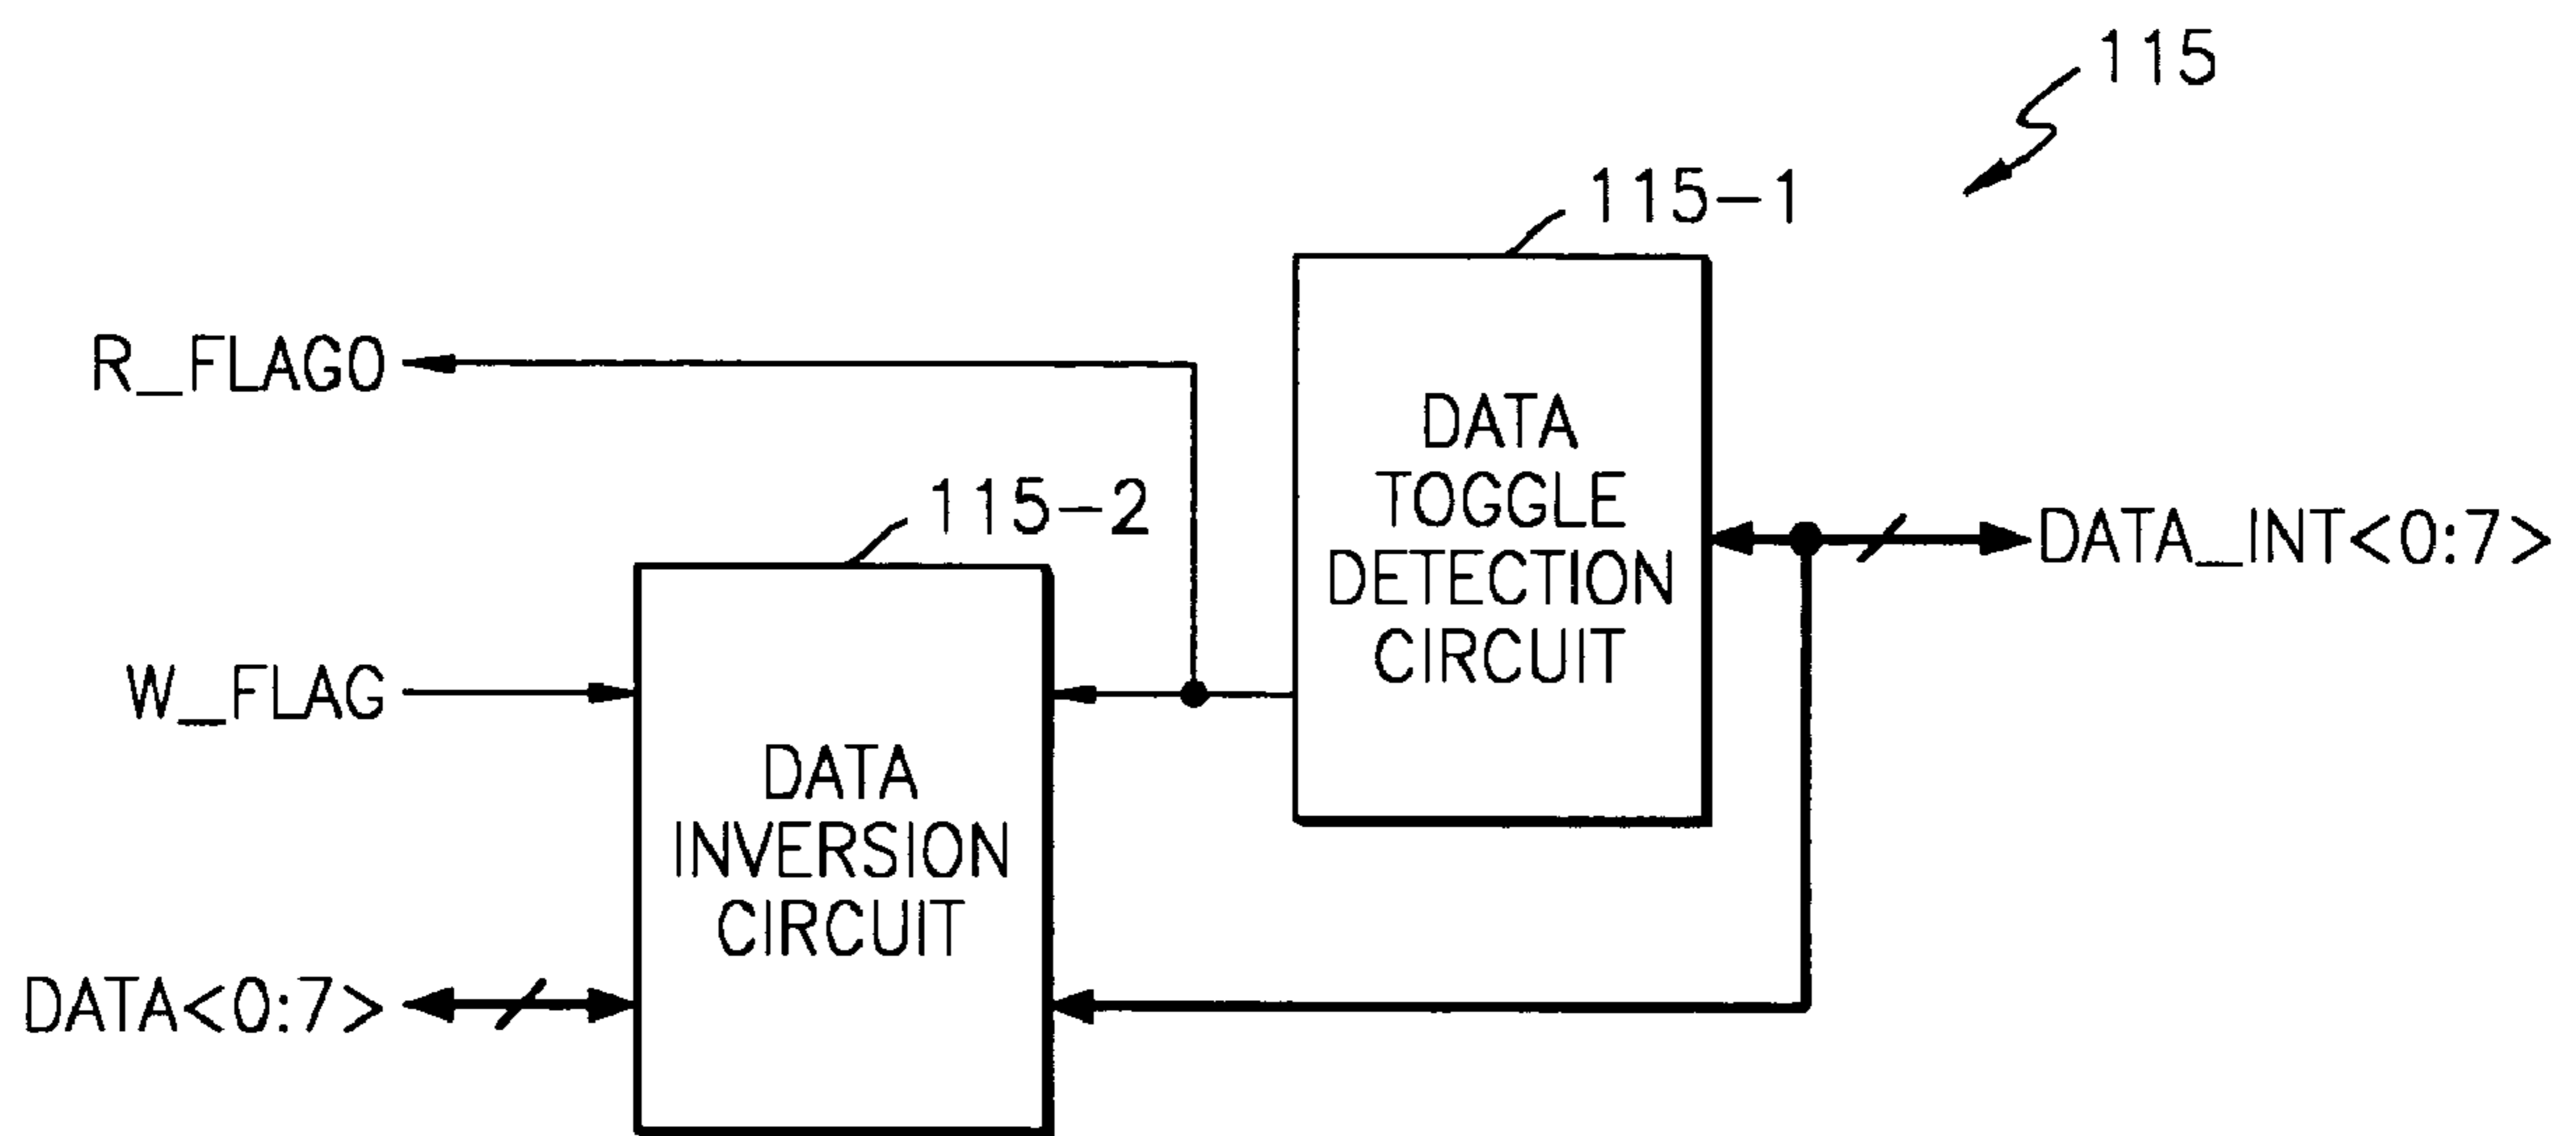 115
115-1
R_FLAGO
DATA
TOGGLE
DETECTION
CIRCUIT
DATA_INT<0:7>
115-2
W_FLAG
DATA
INVERSION
CIRCUIT
DATA<0:7>